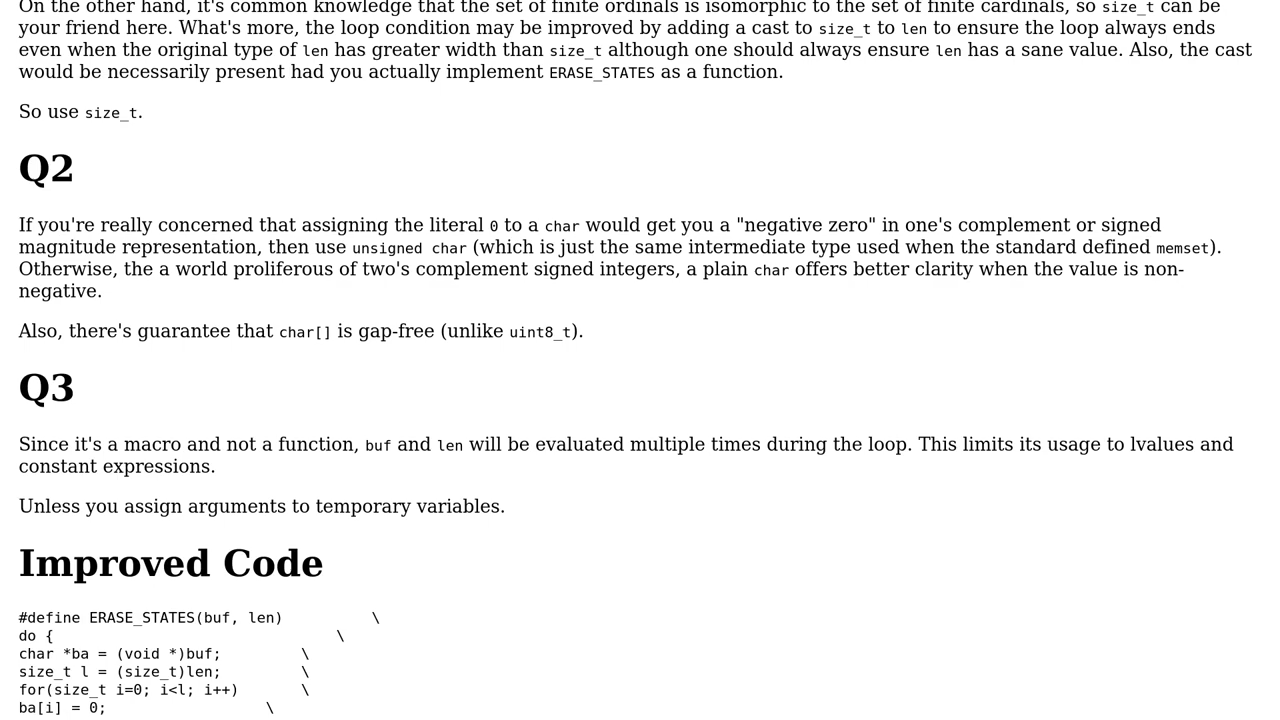 On the other hand, it's common knowledge that the set of finite ordinals is isomorphic to the set of finite cardinals, so size_t can be
your friend here. What's more, the loop condition may be improved by adding a cast to size_t to len to ensure the loop always ends
even when the original type of len has greater width than size_t although one should always ensure len has a sane value. Also, the cast
would be necessarily present had you actually implement ERASE_STATES as a function.
So use size_t.
Q2
If you're really concerned that assigning the literal 0 to a char would get you a "negative zero" in one's complement or signed
magnitude representation, then use unsigned char (which is just the same intermediate type used when the standard defined memset).
Otherwise, the a world proliferous of two's complement signed integers, a plain char offers better clarity when the value is non-
negative.
Also, there's guarantee that char[] is gap-free (unlike uint8_t).
Q3
Since it's a macro and not a function, buf and len will be evaluated multiple times during the loop. This limits its usage to lvalues and
constant expressions.
Unless you assign arguments to temporary variables.
Improved Code
#define ERASE_STATES(buf, len) \
do { \
char *ba = (void *)buf; \
size_t l = (size_t)len; \
for(size_t i=0; i<l; i++) \
ba[i] = 0; \